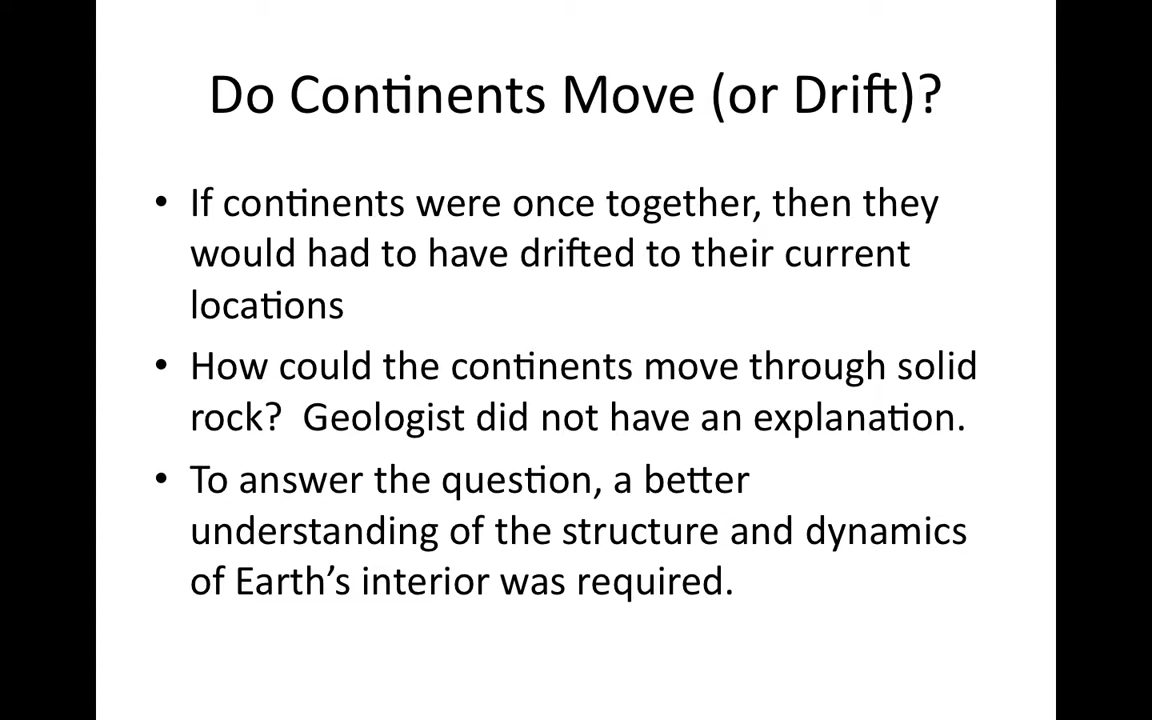 Do Continents Move (or Drift)?
• If continents were once together, then they
would had to have drifted to their current
locations
• How could the continents move through solid
rock?  Geologist did not have an explanation.
• To answer the question, a better
understanding of the structure and dynamics
of Earth’s interior was required.